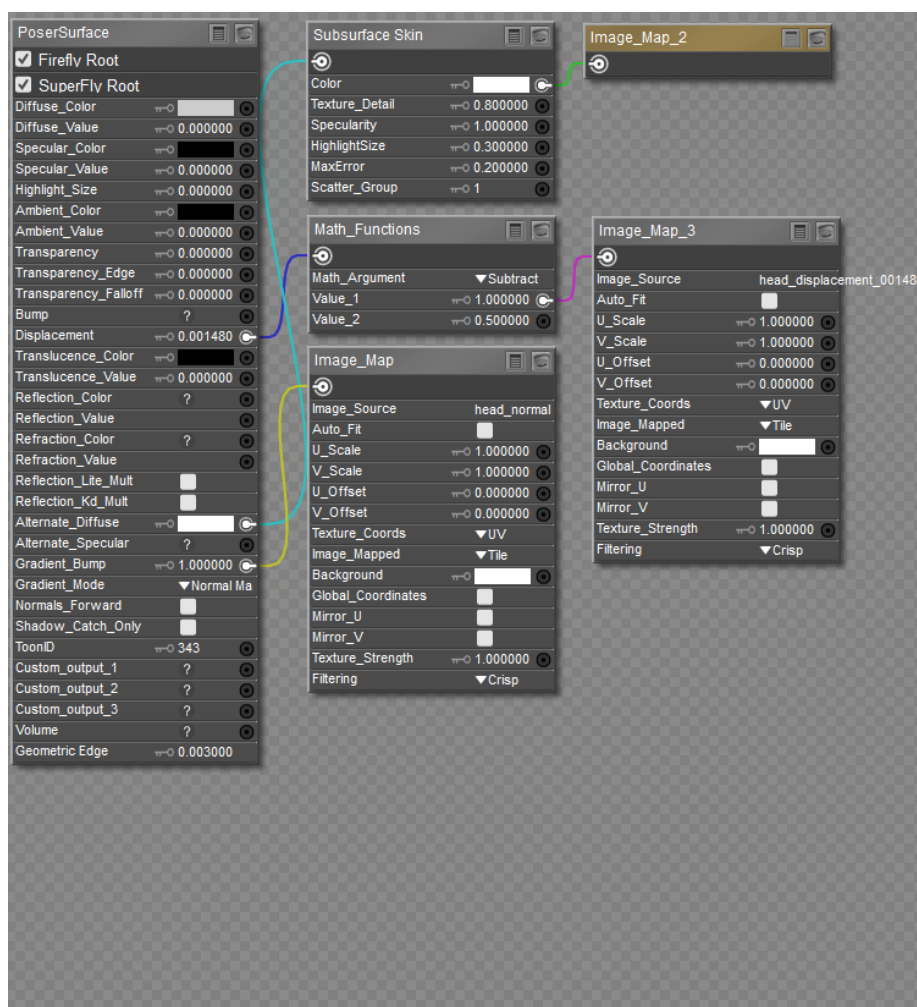 PoserSurface
Firefly Root
SuperFly Root
Diffuse_Color
Diffuse_Value 0.000000
Specular_Color
Specular_Value 0.000000
Highlight_Size 0.000000
Ambient_Color
Ambient_Value 0.000000
Transparency 0.000000
Transparency_Edge 0.000000
Transparency_Falloff 0.000000
Bump ?
Displacement 0.001480
Translucence_Color
Translucence_Value 0.000000
Reflection_Color ?
Reflection_Value
Refraction_Color ?
Refraction_Value
Reflection_Lite_Mult
Reflection_Kd_Mult
Alternate_Diffuse
Alternate_Specular ?
Gradient_Bump 1.000000
Gradient_Mode Normal Ma
Normals_Forward
Shadow_Catch_Only
ToonID 343
Custom_output_1 ?
Custom_output_2 ?
Custom_output_3 ?
Volume ?
Geometric Edge 0.003000
Subsurface Skin
Color
Texture_Detail 0.800000
Specularity 1.000000
HighlightSize 0.300000
MaxError 0.200000
Scatter_Group 1
Math_Functions
Math_Argument Subtract
Value_1 1.000000
Value_2 0.500000
Image_Map
Image_Source head_normal
Auto_Fit
U_Scale 1.000000
V_Scale 1.000000
U_Offset 0.000000
V_Offset 0.000000
Texture_Coords UV
Image_Mapped Tile
Background
Global_Coordinates
Mirror_U
Mirror_V
Texture_Strength 1.000000
Filtering Crisp
Image_Map_2
Image_Map_3
Image_Source head_displacement_00148
Auto_Fit
U_Scale 1.000000
V_Scale 1.000000
U_Offset 0.000000
V_Offset 0.000000
Texture_Coords UV
Image_Mapped Tile
Background
Global_Coordinates
Mirror_U
Mirror_V
Texture_Strength 1.000000
Filtering Crisp